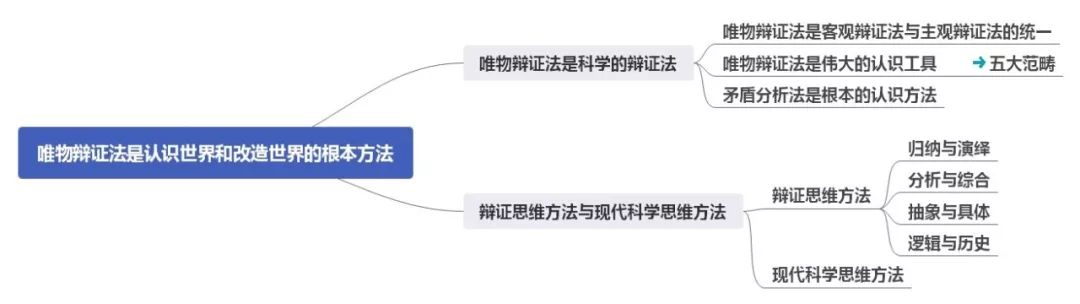 唯物辩证法是认识世界和改造世界的根本方法
唯物辩证法是科学的辩证法
唯物辩证法是客观辩证法与主观辩证法的统一
唯物辩证法是伟大的认识工具
五大范畴
矛盾分析法是根本的认识方法
辩证思维方法与现代科学思维方法
辩证思维方法
归纳与演绎
分析与综合
抽象与具体
逻辑与历史
现代科学思维方法